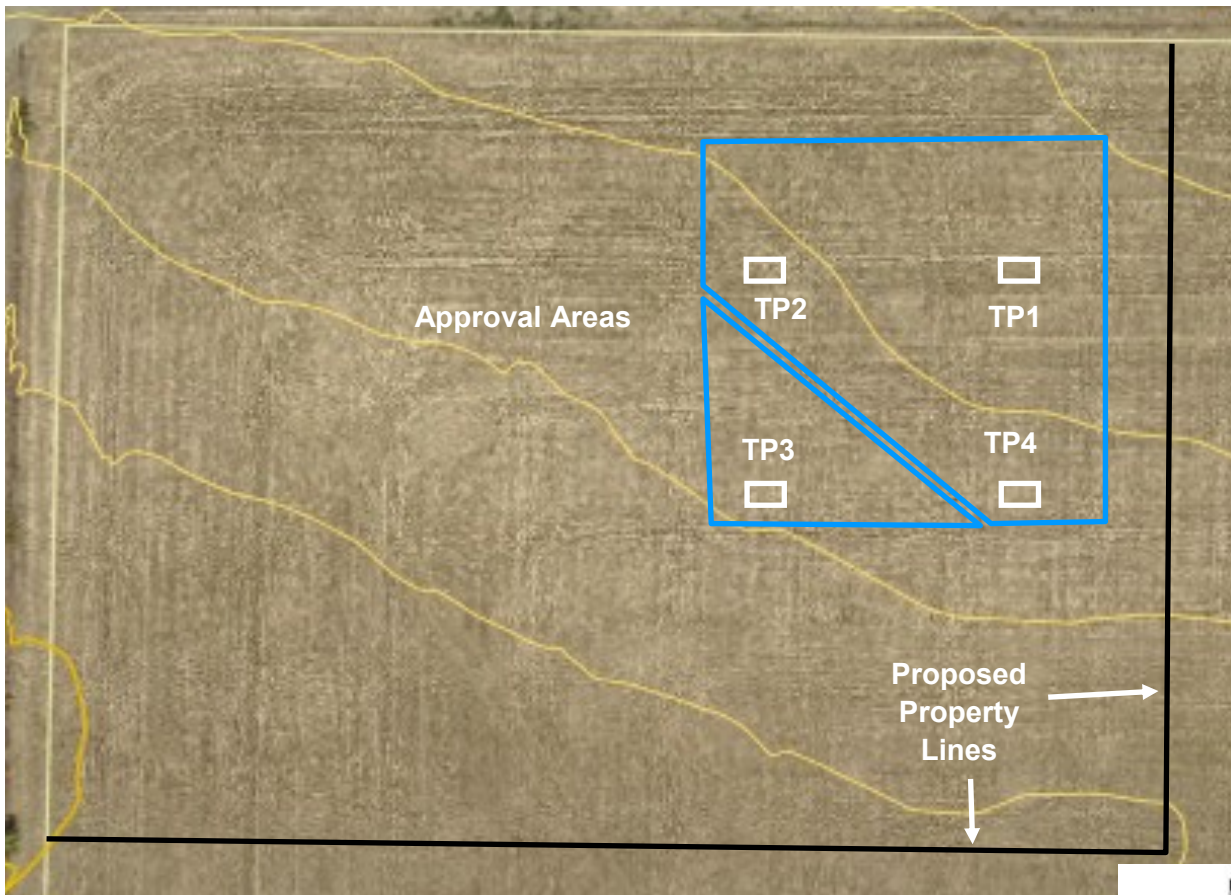 Approval Areas
TP2
TP1
TP3
TP4
Proposed
Property
Lines